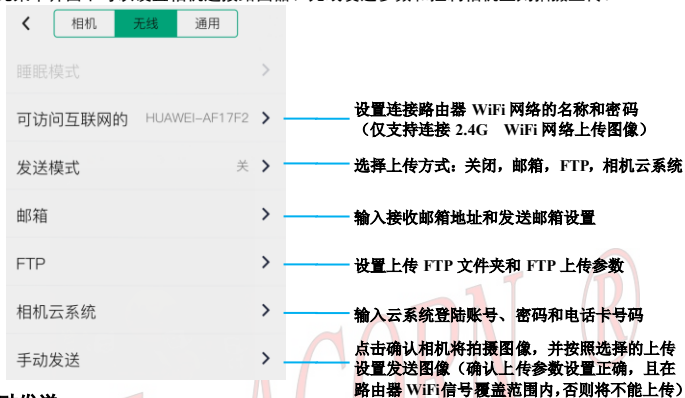 相机 无线 通用
睡眠模式
可访问互联网的 HUAWEI-AF17F2
设置连接路由器 WiFi 网络的名称和密码
（仅支持连接 2.4G WiFi 网络上传图像）
发送模式 关
选择上传方式：关闭，邮箱，FTP，相机云系统
邮箱
输入接收邮箱地址和发送邮箱设置
FTP
设置上传 FTP 文件夹和 FTP 上传参数
相机云系统
输入云系统登陆账号、密码和电话卡号码
手动发送
点击确认相机将拍摄图像，并按照选择的上传
设置发送图像（确认上传参数设置正确，且在
路由器 WiFi信号覆盖范围内,否则将不能上传）
ACORN ®